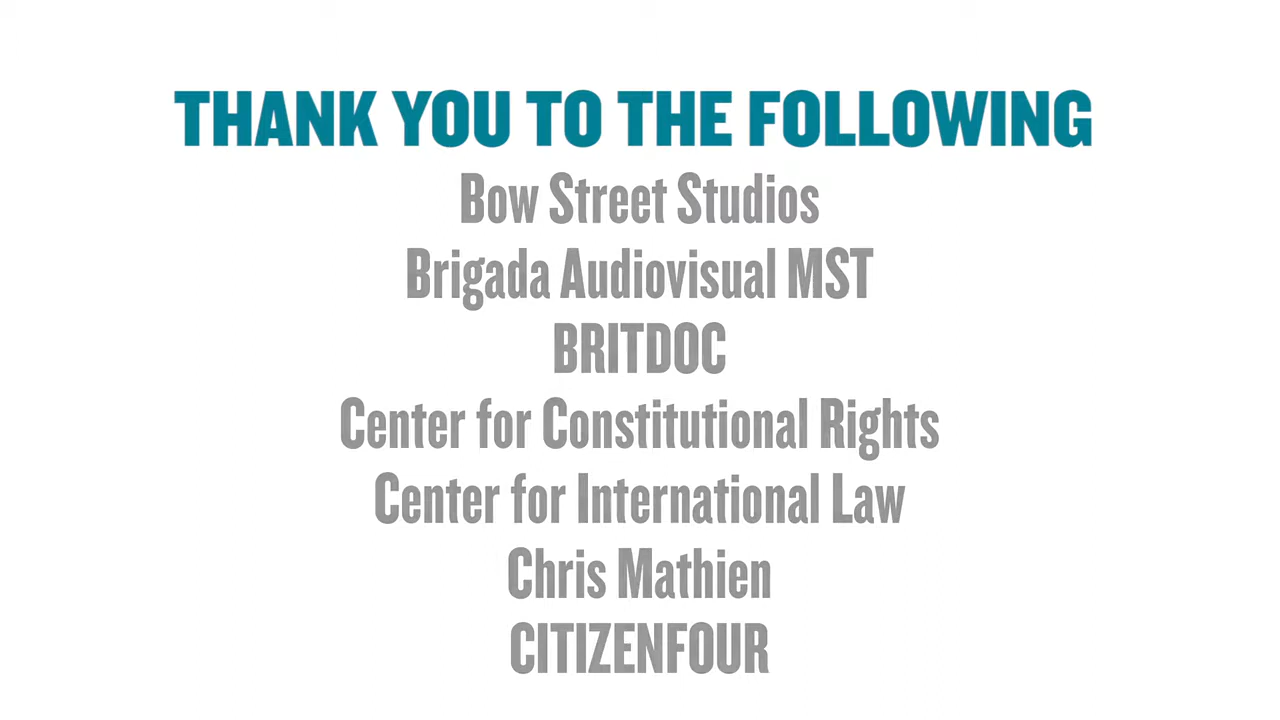 THANK YOU TO THE FOLLOWING
Bow Street Studios
Brigada Audiovisual MST
BRITDOC
Center for Constitutional Rights
Center for International Law
Chris Mathien
CITIZENFOUR